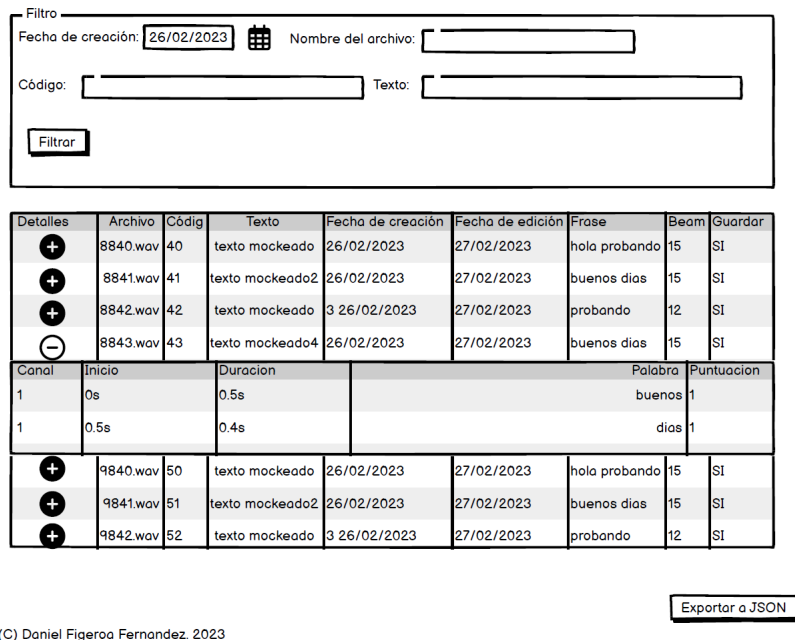 Filtro
Fecha de creación: 26/02/2023 Nombre del archivo:
Código: Texto:
Filtrar
Detalles Archivo Códig Texto Fecha de creación Fecha de edición Frase Beam Guardar
8840.wav 40 texto mockeado 26/02/2023 27/02/2023 hola probando 15 SI
8841.wav 41 texto mockeado2 26/02/2023 27/02/2023 buenos dias 15 SI
8842.wav 42 texto mockeado 3 26/02/2023 27/02/2023 probando 12 SI
8843.wav 43 texto mockeado4 26/02/2023 27/02/2023 buenos dias 15 SI
Canal Inicio Duracion Palabra Puntuacion
1 0s 0.5s buenos 1
1 0.5s 0.4s dias 1
9840.wav 50 texto mockeado 26/02/2023 27/02/2023 hola probando 15 SI
9841.wav 51 texto mockeado2 26/02/2023 27/02/2023 buenos dias 15 SI
9842.wav 52 texto mockeado 3 26/02/2023 27/02/2023 probando 12 SI
Exportar a JSON
(C) Daniel Figeroa Fernandez. 2023